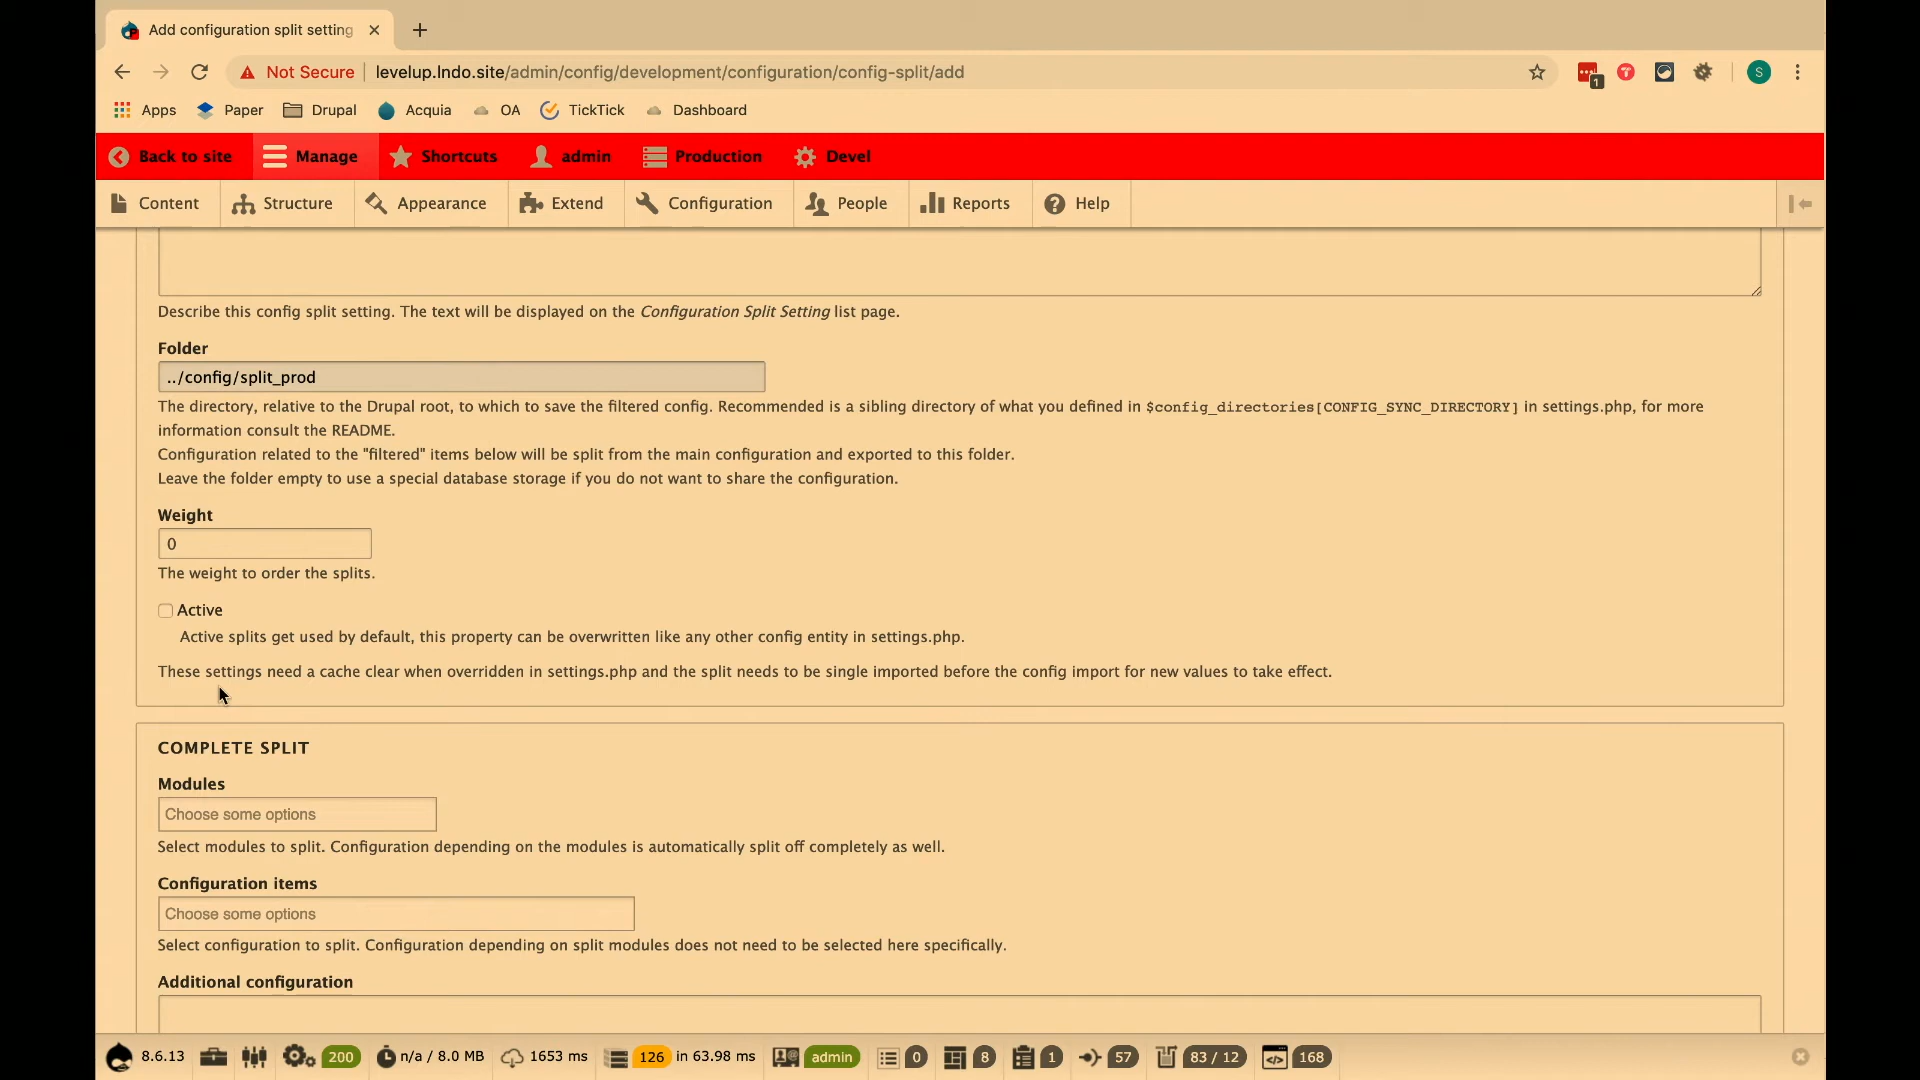 Add configuration split setting
Not Secure levelup.lndo.site/admin/config/development/configuration/config-split/add
1
S
Apps Paper Drupal Acquia OA TickTick Dashboard
Back to site Manage Shortcuts admin Production Devel
Content Structure Appearance Extend Configuration People Reports Help
Describe this config split setting. The text will be displayed on the Configuration Split Setting list page.
Folder
../config/split_prod
The directory, relative to the Drupal root, to which to save the filtered config. Recommended is a sibling directory of what you defined in $config_directories[CONFIG_SYNC_DIRECTORY] in settings.php, for more
information consult the README.
Configuration related to the "filtered" items below will be split from the main configuration and exported to this folder.
Leave the folder empty to use a special database storage if you do not want to share the configuration.
Weight
0
The weight to order the splits.
Active
Active splits get used by default, this property can be overwritten like any other config entity in settings.php.
These settings need a cache clear when overridden in settings.php and the split needs to be single imported before the config import for new values to take effect.
COMPLETE SPLIT
Modules
Choose some options
Select modules to split. Configuration depending on the modules is automatically split off completely as well.
Configuration items
Choose some options
Select configuration to split. Configuration depending on split modules does not need to be selected here specifically.
Additional configuration
8.6.13 200 n/a / 8.0 MB 1653 ms 126 in 63.98 ms admin 0 8 1 57 83 / 12 168